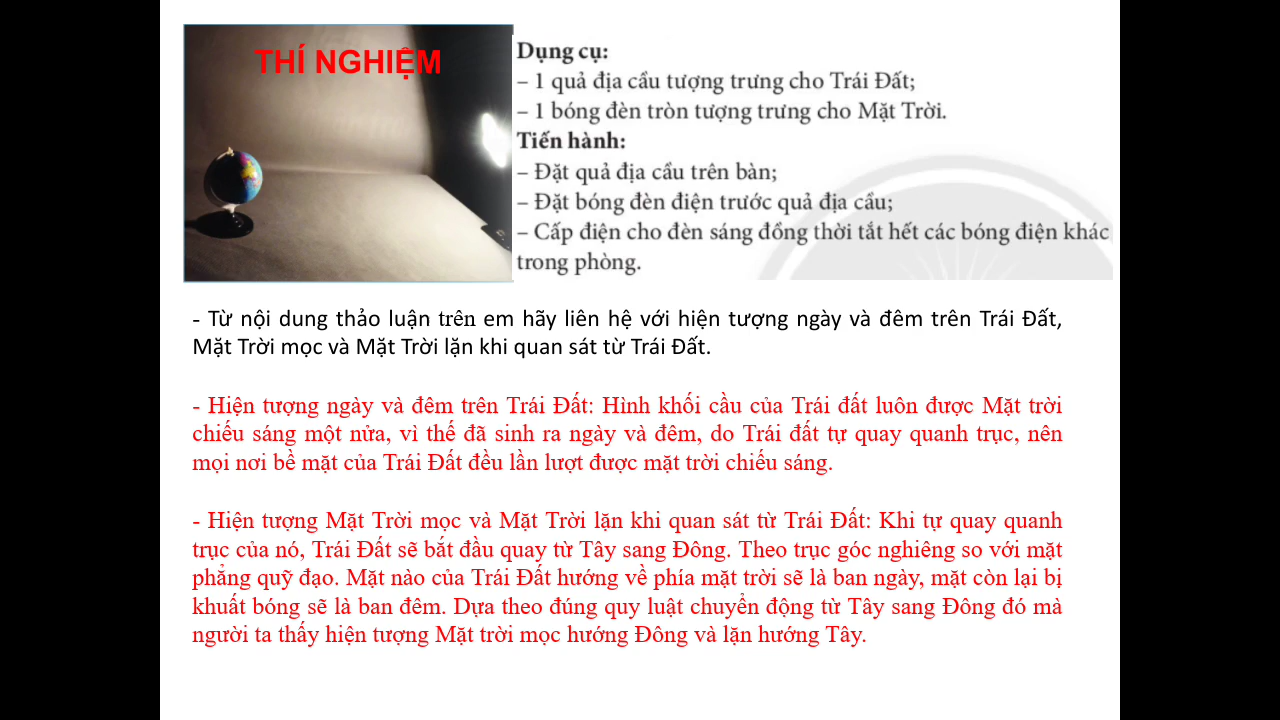 THÍ NGHIỆM
Dụng cụ:
– 1 quả địa cầu tượng trưng cho Trái Đất;
– 1 bóng đèn tròn tượng trưng cho Mặt Trời.
Tiến hành:
– Đặt quả địa cầu trên bàn;
– Đặt bóng đèn điện trước quả địa cầu;
– Cấp điện cho đèn sáng đồng thời tắt hết các bóng điện khác
trong phòng.
- Từ nội dung thảo luận trên em hãy liên hệ với hiện tượng ngày và đêm trên Trái Đất,
Mặt Trời mọc và Mặt Trời lặn khi quan sát từ Trái Đất.
- Hiện tượng ngày và đêm trên Trái Đất: Hình khối cầu của Trái đất luôn được Mặt trời
chiếu sáng một nửa, vì thế đã sinh ra ngày và đêm, do Trái đất tự quay quanh trục, nên
mọi nơi bề mặt của Trái Đất đều lần lượt được mặt trời chiếu sáng.
- Hiện tượng Mặt Trời mọc và Mặt Trời lặn khi quan sát từ Trái Đất: Khi tự quay quanh
trục của nó, Trái Đất sẽ bắt đầu quay từ Tây sang Đông. Theo trục góc nghiêng so với mặt
phẳng quỹ đạo. Mặt nào của Trái Đất hướng về phía mặt trời sẽ là ban ngày, mặt còn lại bị
khuất bóng sẽ là ban đêm. Dựa theo đúng quy luật chuyển động từ Tây sang Đông đó mà
người ta thấy hiện tượng Mặt trời mọc hướng Đông và lặn hướng Tây.